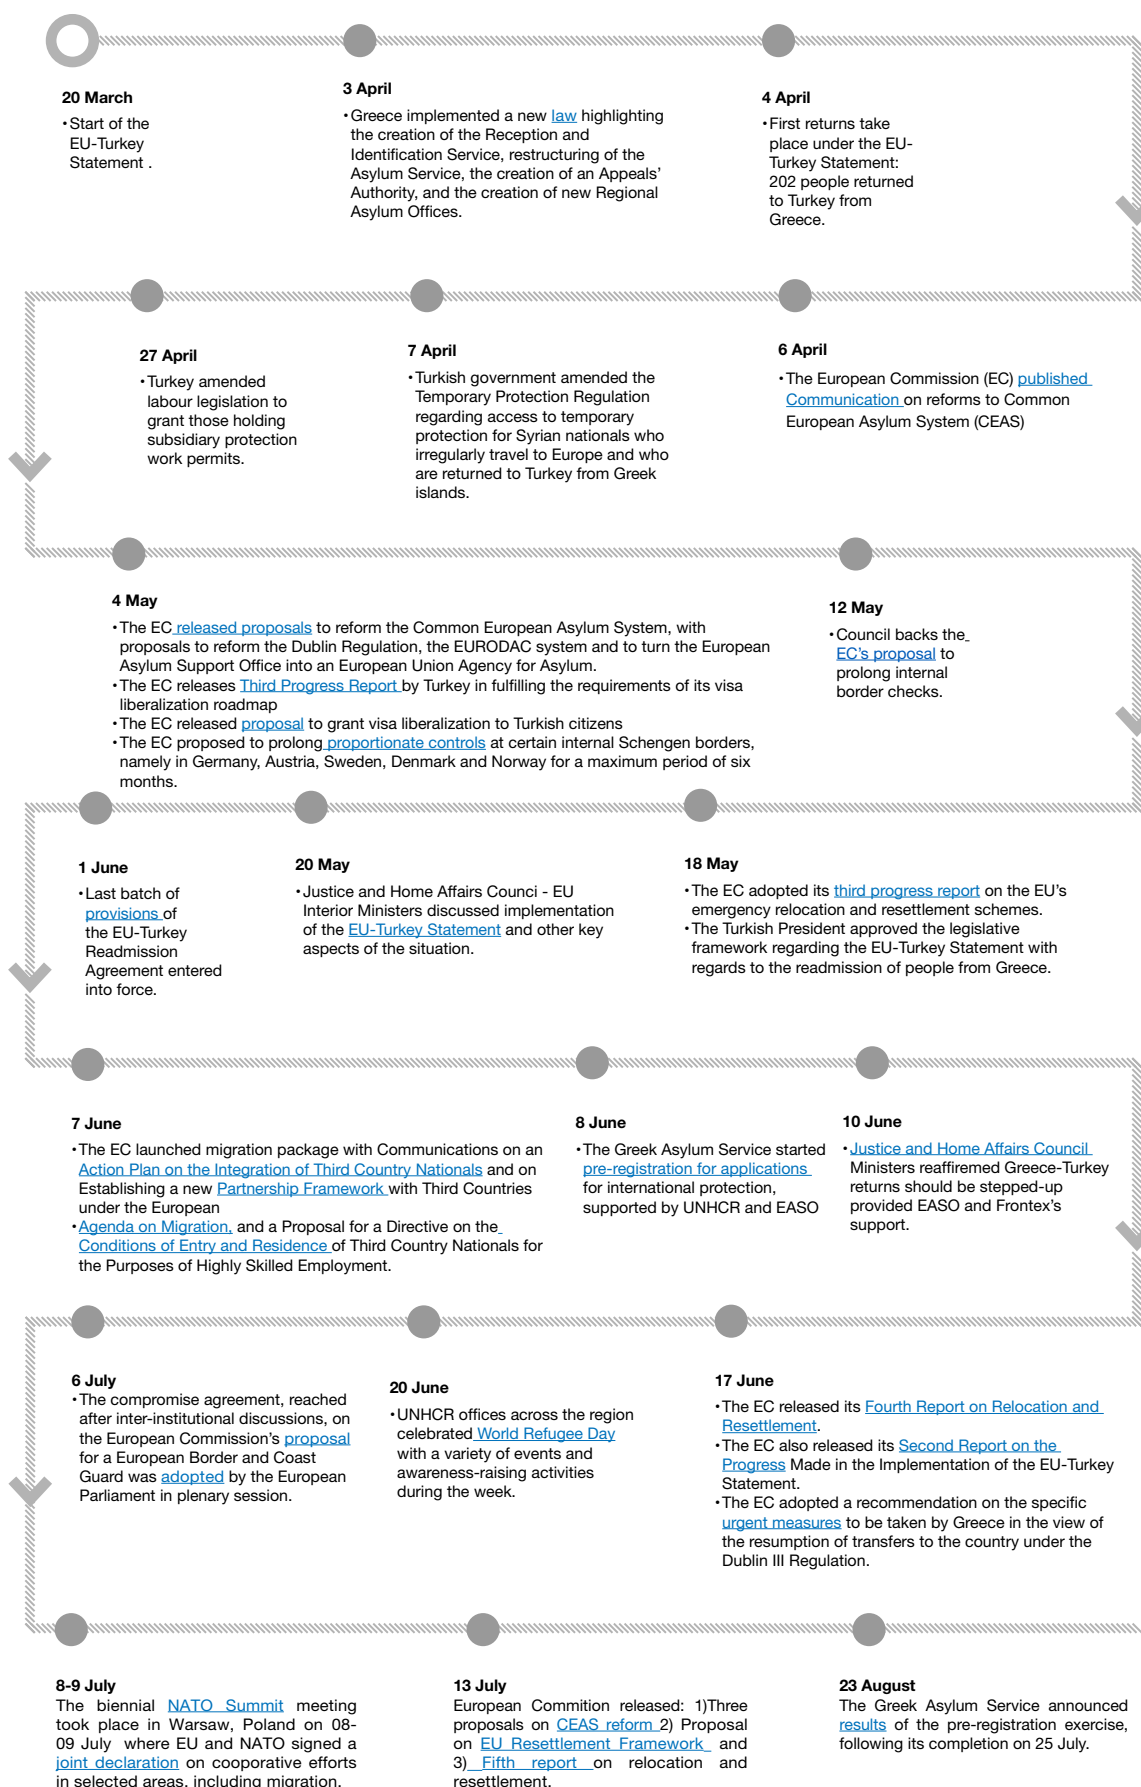 20 March
•Start of the
EU-Turkey
Statement .
3 April
•Greece implemented a new law highlighting
the creation of the Reception and
Identification Service, restructuring of the
Asylum Service, the creation of an Appeals’
Authority, and the creation of new Regional
Asylum Offices.
4 April
•First returns take
place under the EU-
Turkey Statement:
202 people returned
to Turkey from
Greece.
27 April
•Turkey amended
labour legislation to
grant those holding
subsidiary protection
work permits.
7 April
•Turkish government amended the
Temporary Protection Regulation
regarding access to temporary
protection for Syrian nationals who
irregularly travel to Europe and who
are returned to Turkey from Greek
islands.
6 April
•The European Commission (EC) published
Communication on reforms to Common
European Asylum System (CEAS)
4 May
•The EC released proposals to reform the Common European Asylum System, with
proposals to reform the Dublin Regulation, the EURODAC system and to turn the European
Asylum Support Office into an European Union Agency for Asylum.
•The EC releases Third Progress Report by Turkey in fulfilling the requirements of its visa
liberalization roadmap
•The EC released proposal to grant visa liberalization to Turkish citizens
•The EC proposed to prolong proportionate controls at certain internal Schengen borders,
namely in Germany, Austria, Sweden, Denmark and Norway for a maximum period of six
months.
12 May
•Council backs the
EC’s proposal to
prolong internal
border checks.
1 June
•Last batch of
provisions of
the EU-Turkey
Readmission
Agreement entered
into force.
20 May
•Justice and Home Affairs Counci - EU
Interior Ministers discussed implementation
of the EU-Turkey Statement and other key
aspects of the situation.
18 May
•The EC adopted its third progress report on the EU’s
emergency relocation and resettlement schemes.
•The Turkish President approved the legislative
framework regarding the EU-Turkey Statement with
regards to the readmission of people from Greece.
7 June
•The EC launched migration package with Communications on an
Action Plan on the Integration of Third Country Nationals and on
Establishing a new Partnership Framework with Third Countries
under the European
•Agenda on Migration, and a Proposal for a Directive on the
Conditions of Entry and Residence of Third Country Nationals for
the Purposes of Highly Skilled Employment.
8 June
•The Greek Asylum Service started
pre-registration for applications
for international protection,
supported by UNHCR and EASO
10 June
•Justice and Home Affairs Council
Ministers reaffiremed Greece-Turkey
returns should be stepped-up
provided EASO and Frontex’s
support.
6 July
•The compromise agreement, reached
after inter-institutional discussions, on
the European Commission’s proposal
for a European Border and Coast
Guard was adopted by the European
Parliament in plenary session.
20 June
•UNHCR offices across the region
celebrated World Refugee Day
with a variety of events and
awareness-raising activities
during the week.
17 June
•The EC released its Fourth Report on Relocation and
Resettlement.
•The EC also released its Second Report on the
Progress Made in the Implementation of the EU-Turkey
Statement.
•The EC adopted a recommendation on the specific
urgent measures to be taken by Greece in the view of
the resumption of transfers to the country under the
Dublin III Regulation.
8-9 July
The biennial NATO Summit meeting
took place in Warsaw, Poland on 08-
09 July where EU and NATO signed a
joint declaration on cooperative efforts
in selected areas, including migration.
13 July
European Commition released: 1)Three
proposals on CEAS reform 2) Proposal
on EU Resettlement Framework and
3) Fifth report on relocation and
resettlement.
23 August
The Greek Asylum Service announced
results of the pre-registration exercise,
following its completion on 25 July.